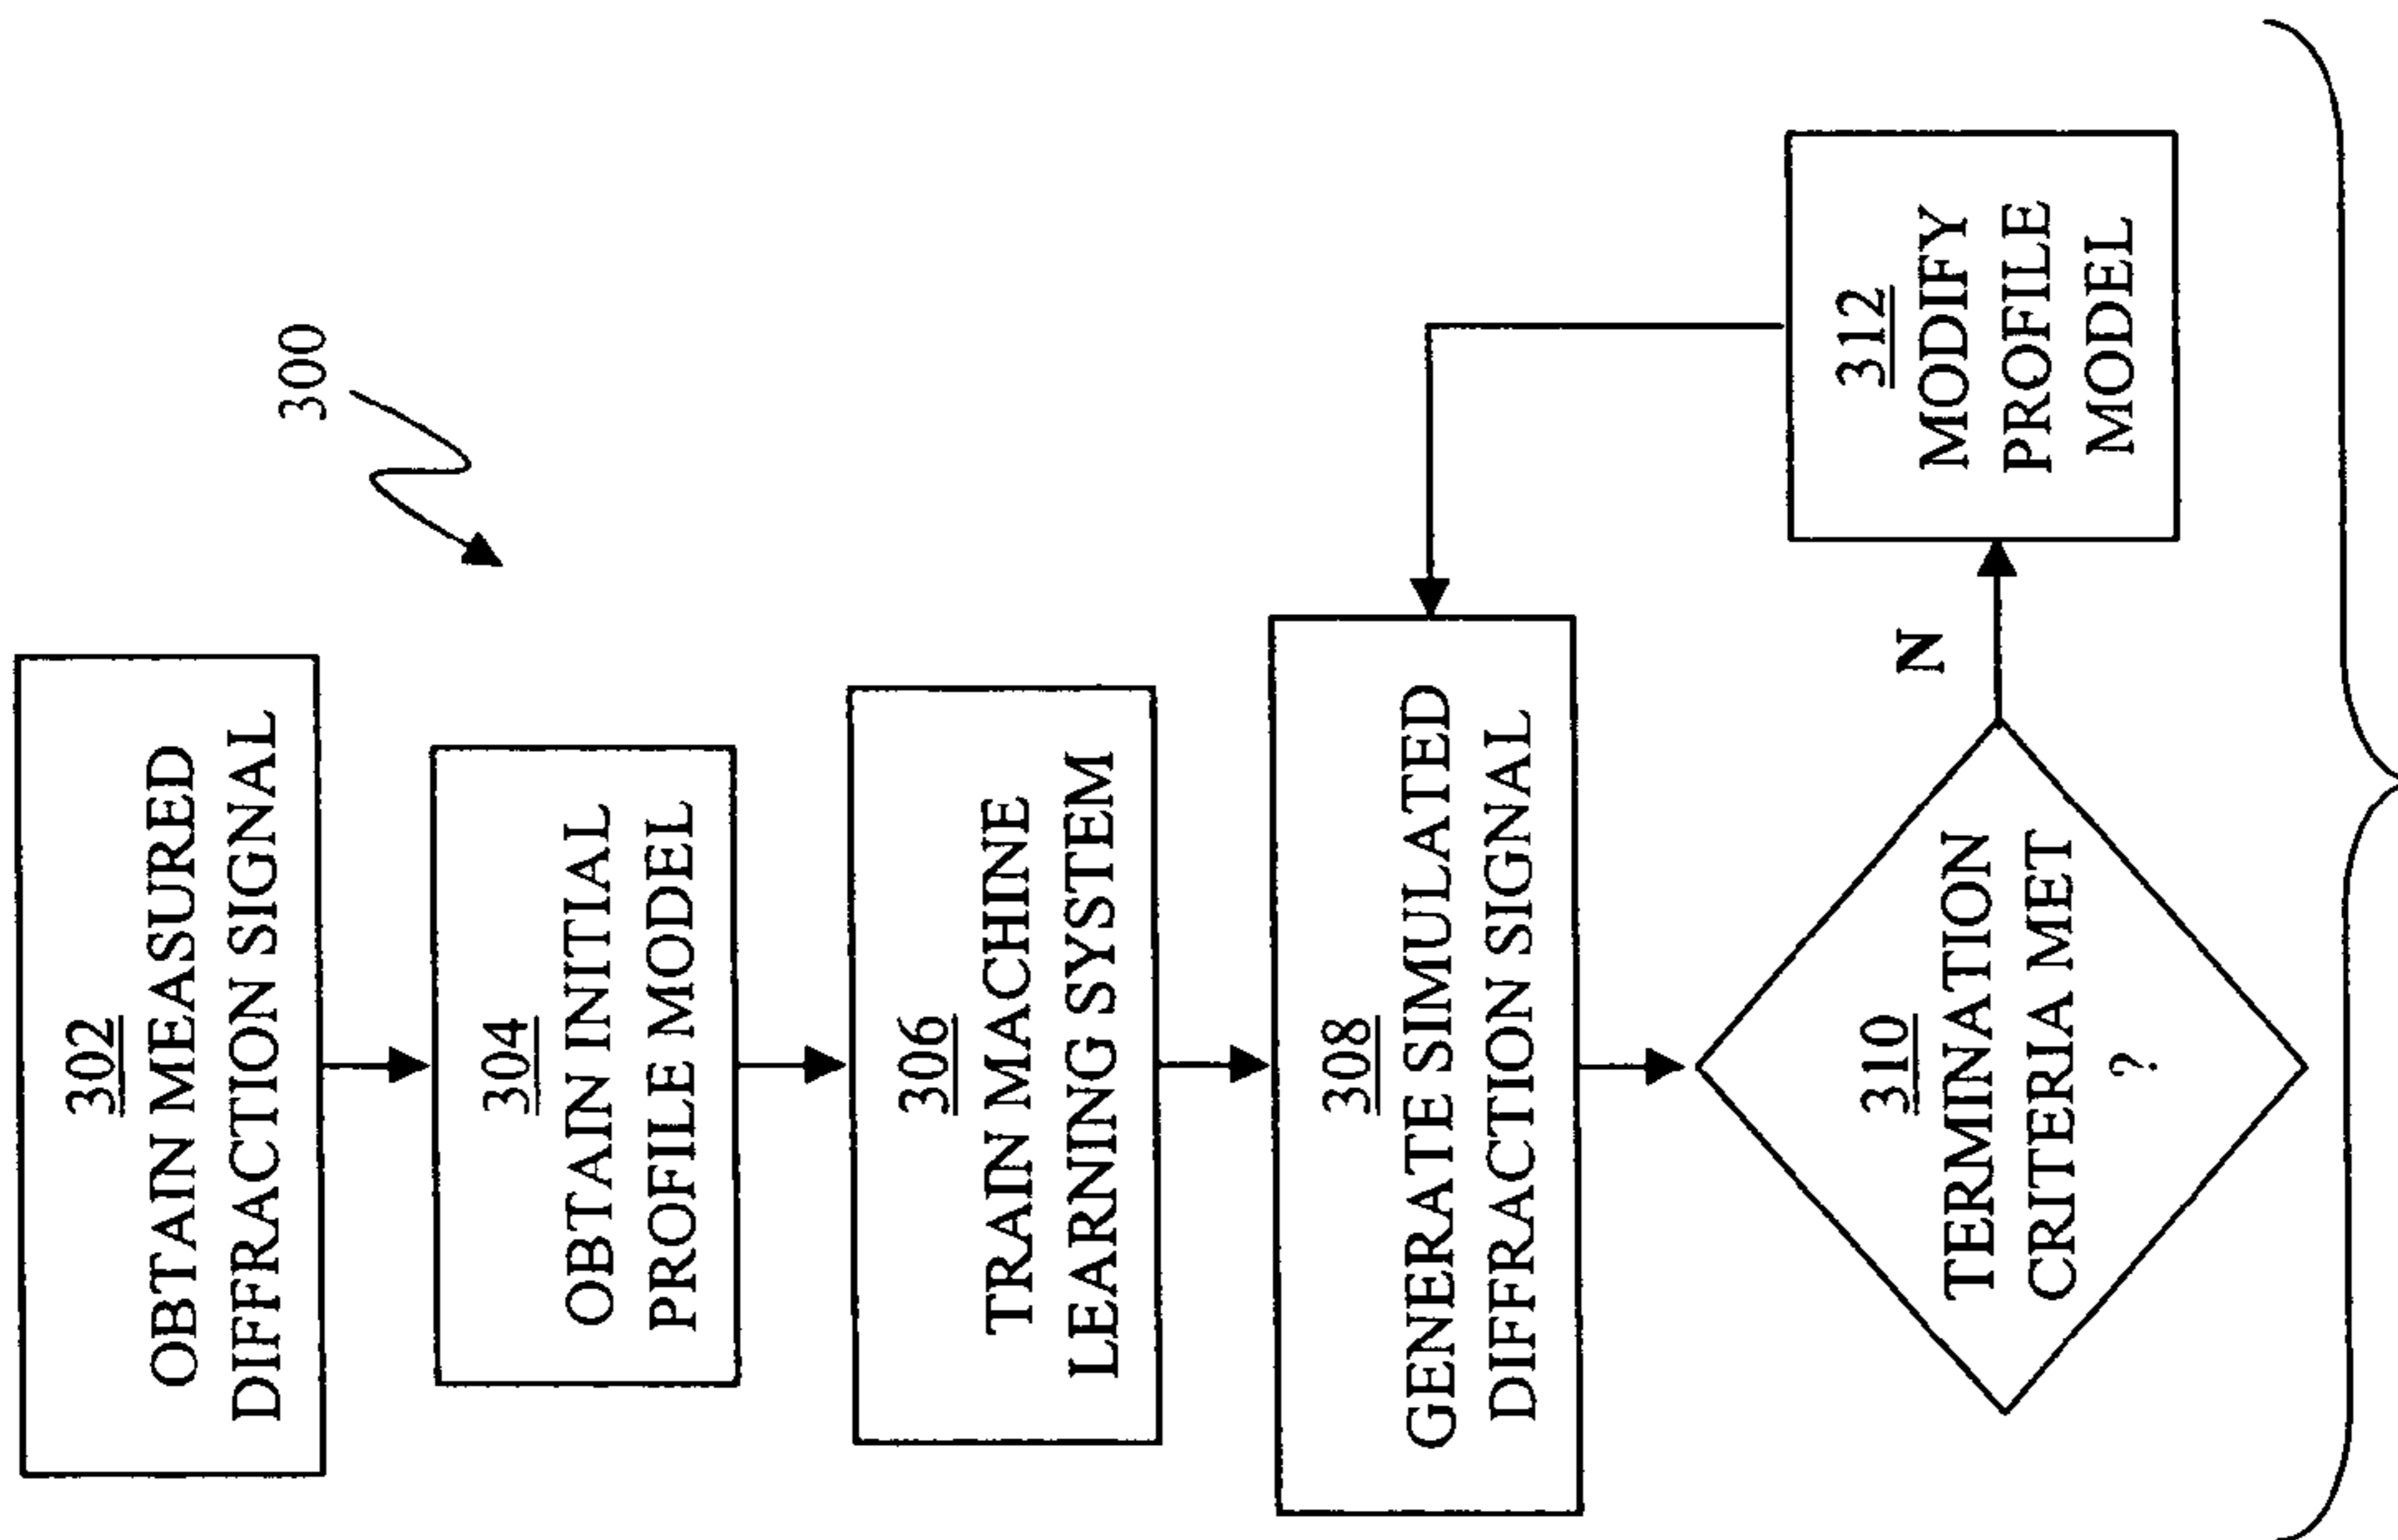 300
302
OBTAIN MEASURED
DIFFRACTION SIGNAL
304
OBTAIN INITIAL
PROFILE MODEL
306
TRAIN MACHINE
LEARNING SYSTEM
308
GENERATE SIMULATED
DIFFRACTION SIGNAL
310
TERMINATION
CRITERIA MET
?
N
312
MODIFY
PROFILE
MODEL